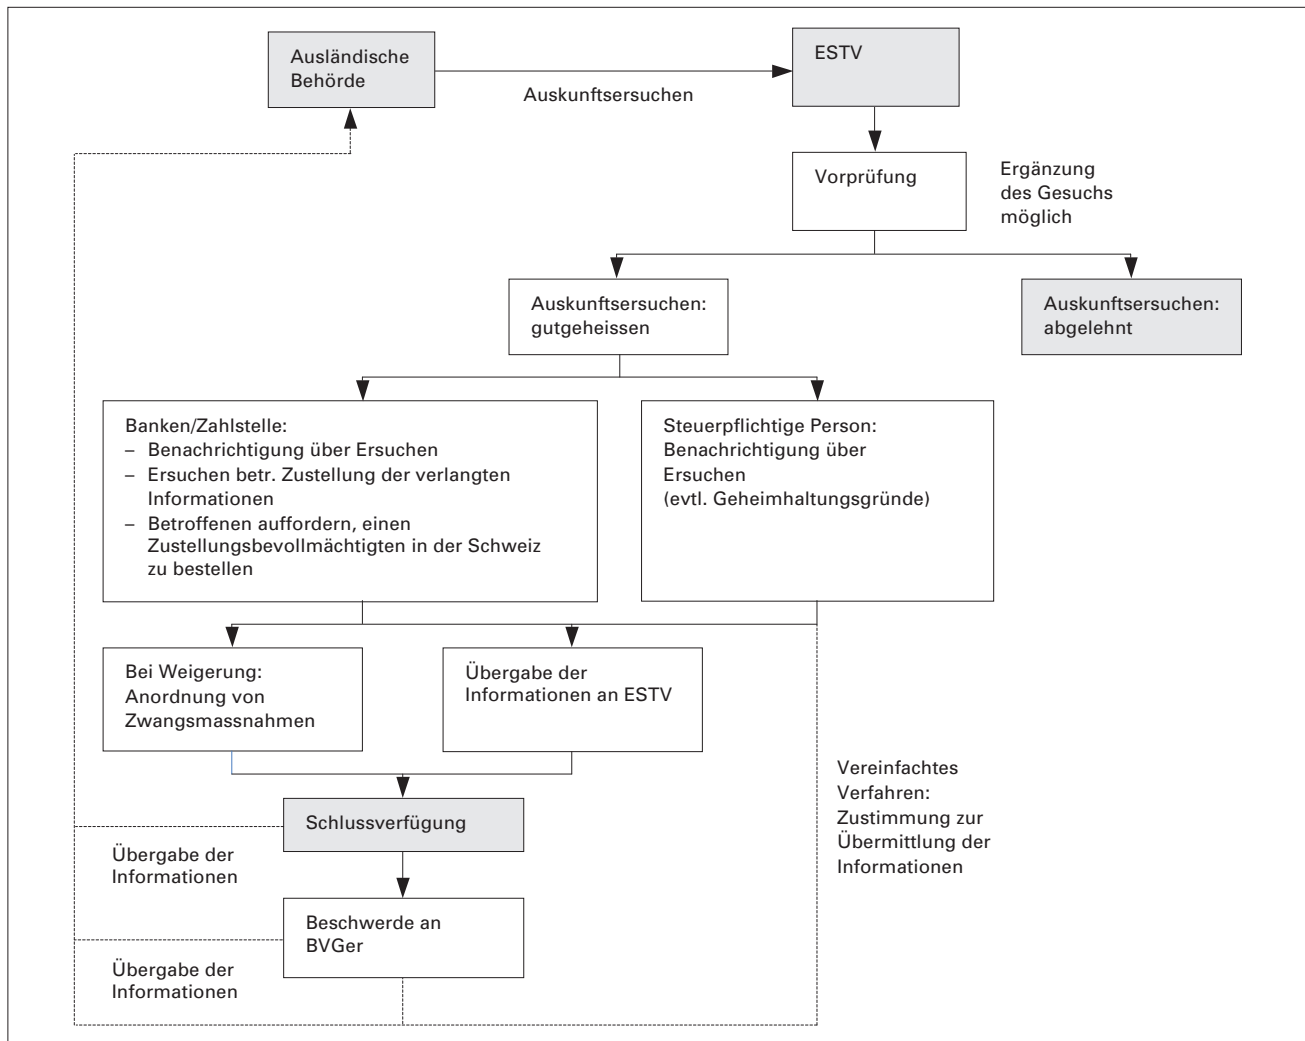 Ausländische
Behörde
Auskunftsersuchen
ESTV
Vorprüfung
Ergänzung
des Gesuchs
möglich
Auskunftsersuchen:
gutgeheissen
Auskunftsersuchen:
abgelehnt
Banken/Zahlstelle:
– Benachrichtigung über Ersuchen
– Ersuchen betr. Zustellung der verlangten
Informationen
– Betroffenen auffordern, einen
Zustellungsbevollmächtigten in der Schweiz
zu bestellen
Steuerpflichtige Person:
Benachrichtigung über
Ersuchen
(evtl. Geheimhaltungsgründe)
Bei Weigerung:
Anordnung von
Zwangsmassnahmen
Übergabe der
Informationen an ESTV
Vereinfachtes
Verfahren:
Zustimmung zur
Übermittlung der
Informationen
Schlussverfügung
Übergabe der
Informationen
Beschwerde an
BVGer
Übergabe der
Informationen